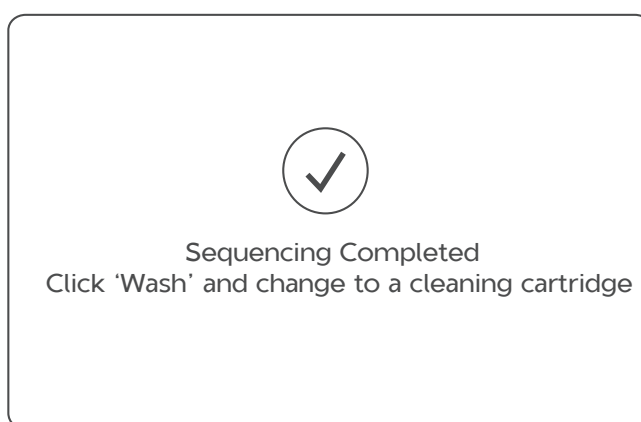 Sequencing Completed
Click ‘Wash’ and change to a cleaning cartridge